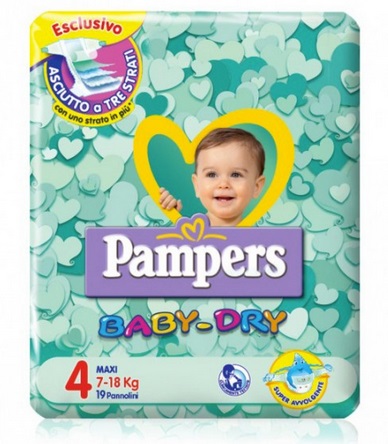 Esclusivo
ASCIUTTO a TRE STRATI
con uno strato in più*
Pampers
BABY-DRY
4
MAXI
7-18 Kg
19 Pannolini
SUPER AVVOLGENTE